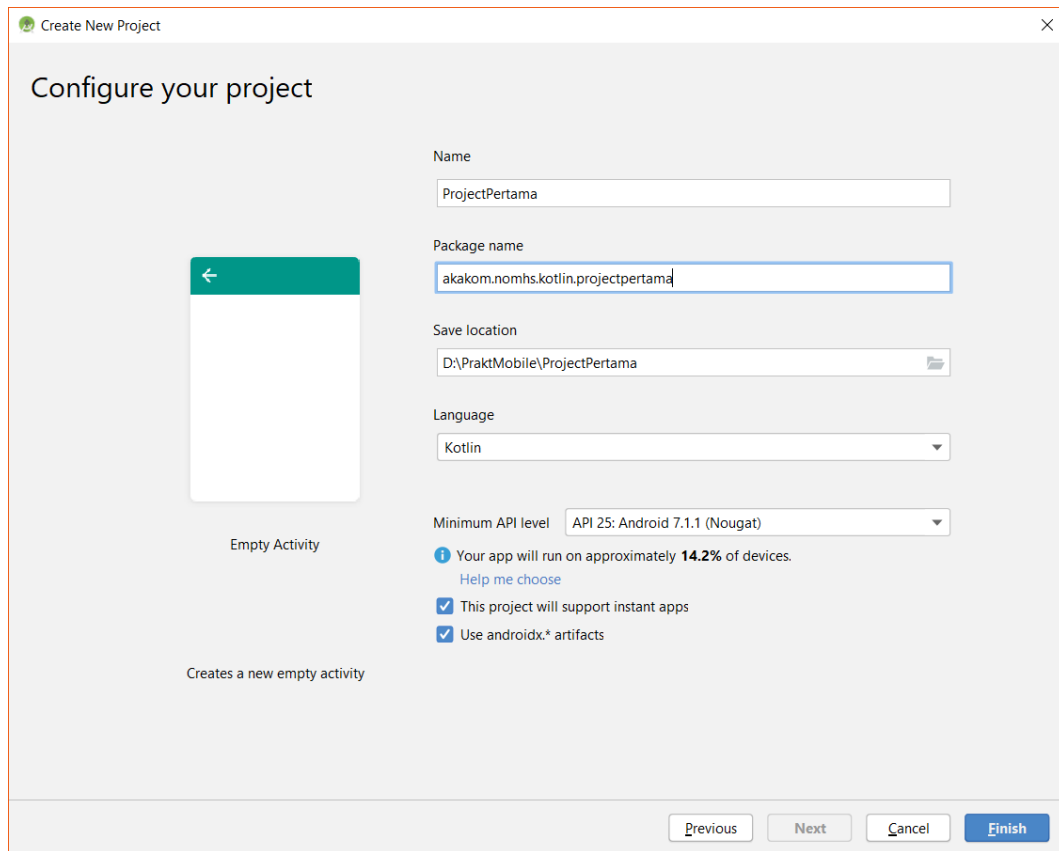 Create New Project
Configure your project
Name
ProjectPertama
Package name
akakom.nomhs.kotlin.projectpertama
Save location
D:\PraktMobile\ProjectPertama
Language
Kotlin
Minimum API level API 25: Android 7.1.1 (Nougat)
Your app will run on approximately 14.2% of devices.
Help me choose
This project will support instant apps
Use androidx.* artifacts
Empty Activity
Creates a new empty activity
Previous Next Cancel Finish